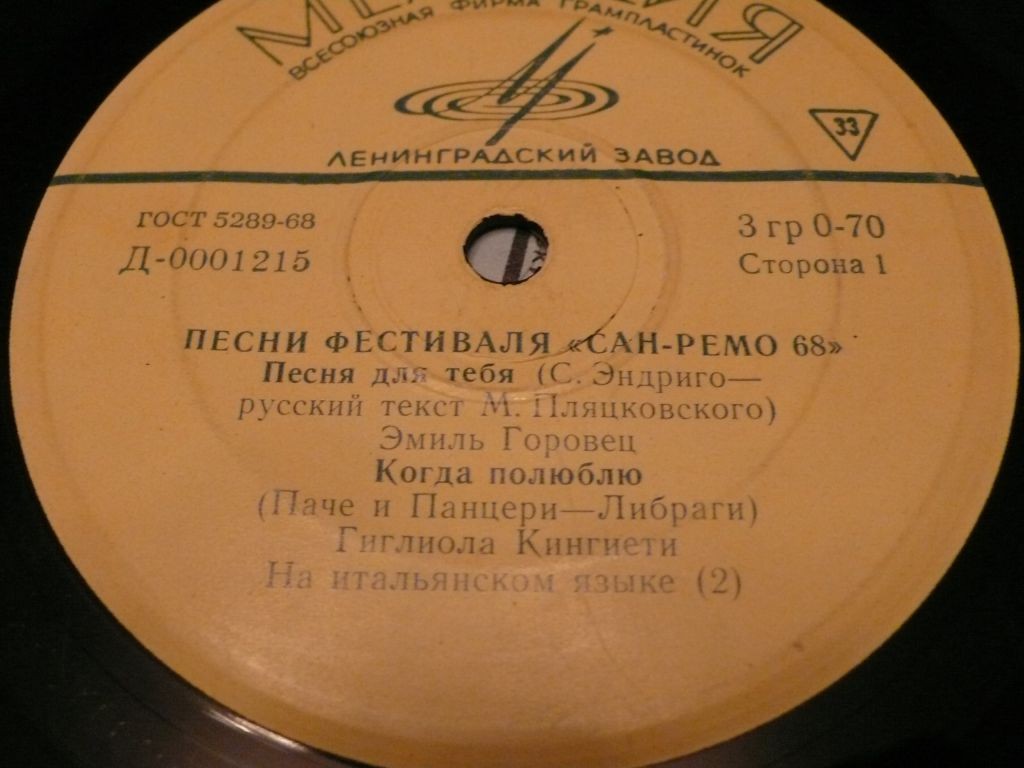 ВСЕСОЮЗНАЯ ФИРМА ГРАМПЛАСТИНОК
33
ЛЕНИНГРАДСКИЙ ЗАВОД
ГОСТ 5289-68
3 гр 0-70
Д-0001215
Сторона 1
ПЕСНИ ФЕСТИВАЛЯ «САН-РЕМО 68»
Песня для тебя (С. Эндриго—
русский текст М. Пляцковского)
Эмиль Горовец
Когда полюблю
(Паче и Панцери—Либраги)
Гиглиола Кингиети
На итальянском языке (2)